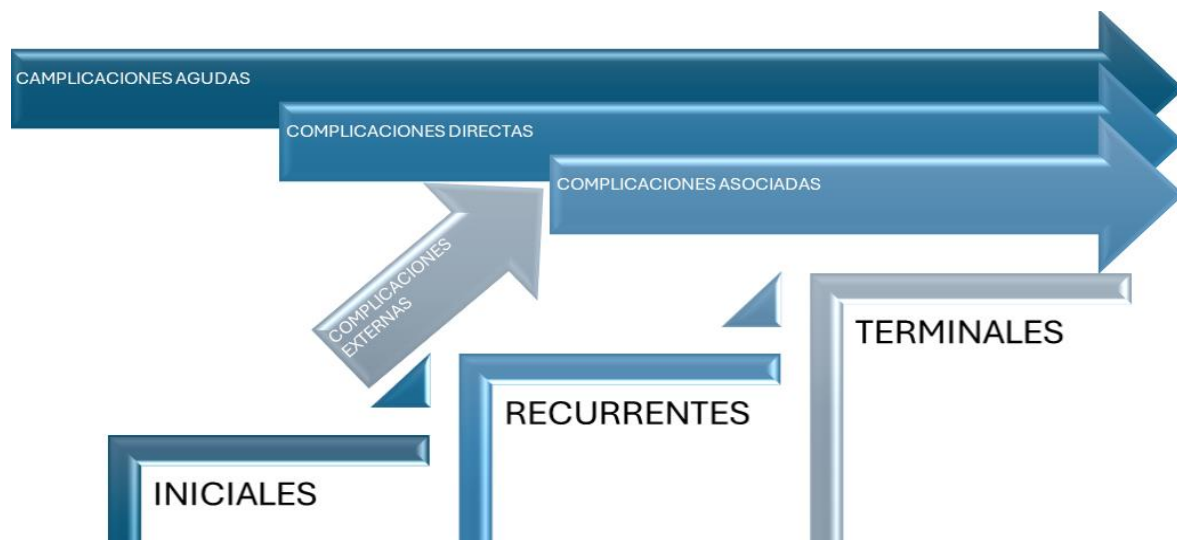 CAMPLICACIONES AGUDAS
COMPLICACIONES DIRECTAS
COMPLICACIONES ASOCIADAS
COMPLICACIONES
EXTERNAS
TERMINALES
RECURRENTES
INICIALES